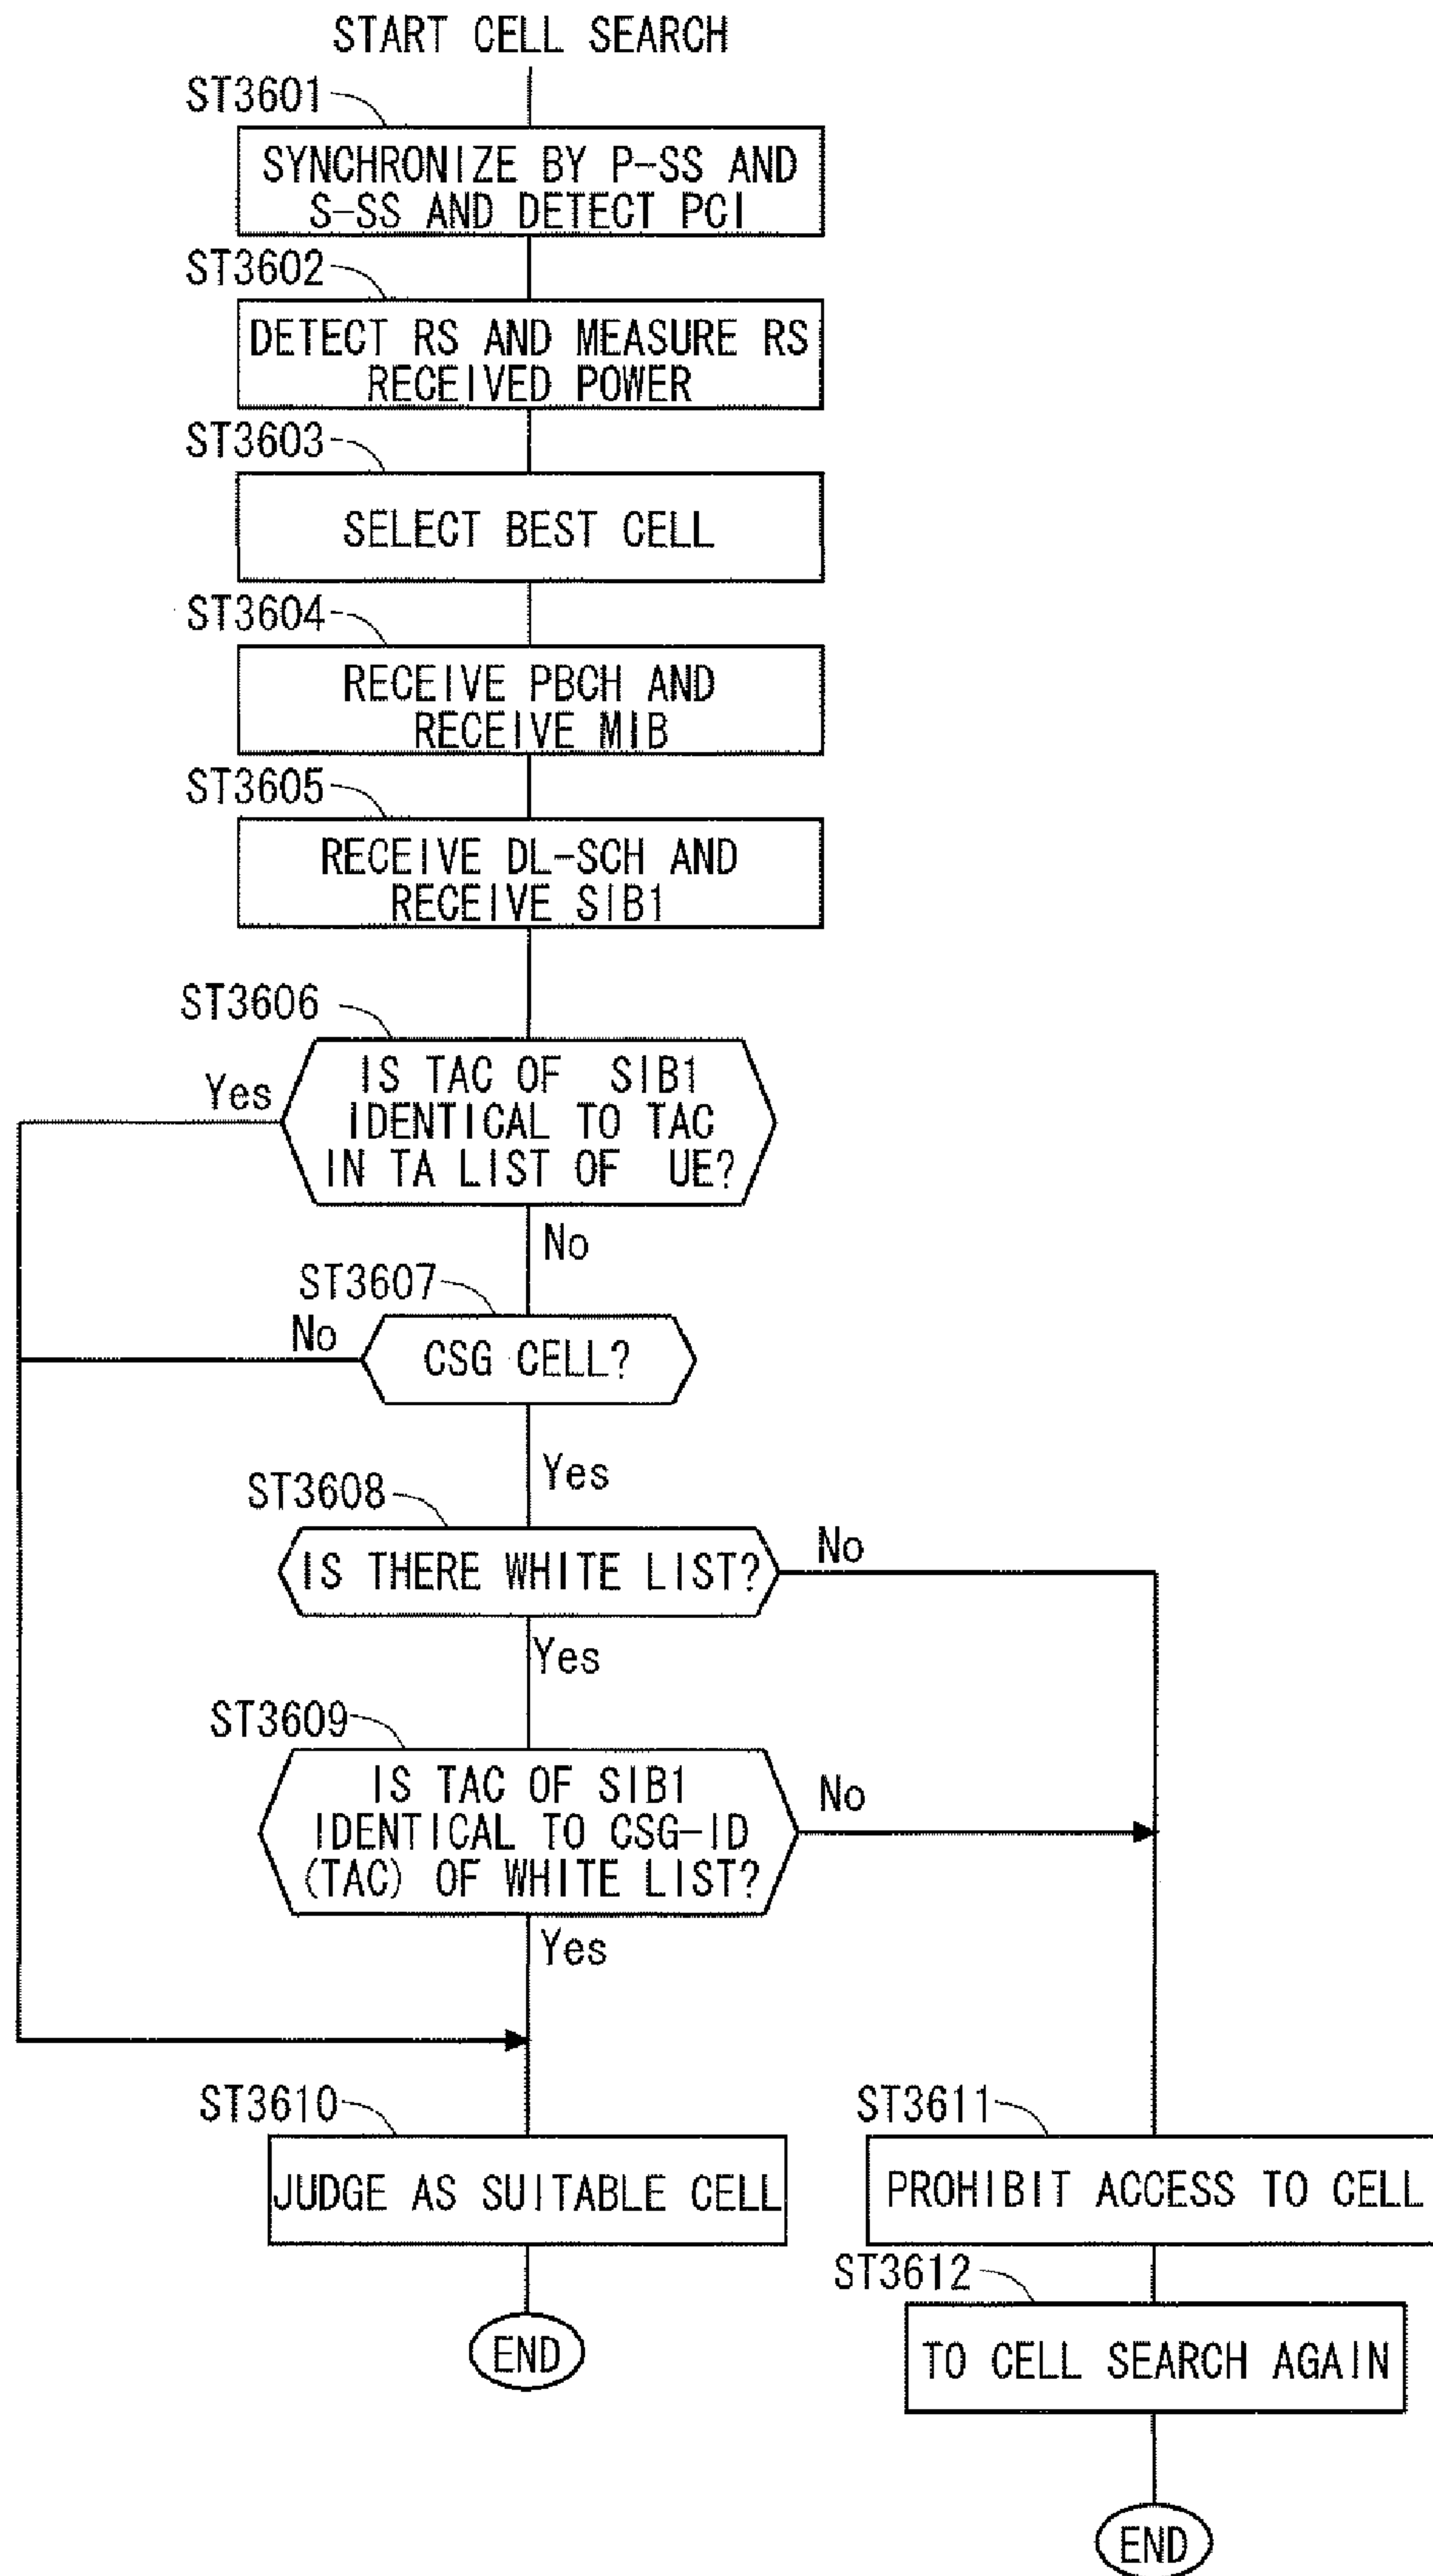 START CELL SEARCH
ST3601
SYNCHRONIZE BY P-SS AND
S-SS AND DETECT PCI
ST3602
DETECT RS AND MEASURE RS
RECEIVED POWER
ST3603
SELECT BEST CELL
ST3604
RECEIVE PBCH AND
RECEIVE MIB
ST3605
RECEIVE DL-SCH AND
RECEIVE SIB1
ST3606
IS TAC OF SIB1
IDENTICAL TO TAC
IN TA LIST OF UE?
Yes
No
ST3607
CSG CELL?
No
Yes
ST3608
IS THERE WHITE LIST?
No
Yes
ST3609
IS TAC OF SIB1
IDENTICAL TO CSG-ID
(TAC) OF WHITE LIST?
No
Yes
ST3610
JUDGE AS SUITABLE CELL
END
ST3611
PROHIBIT ACCESS TO CELL
ST3612
TO CELL SEARCH AGAIN
END